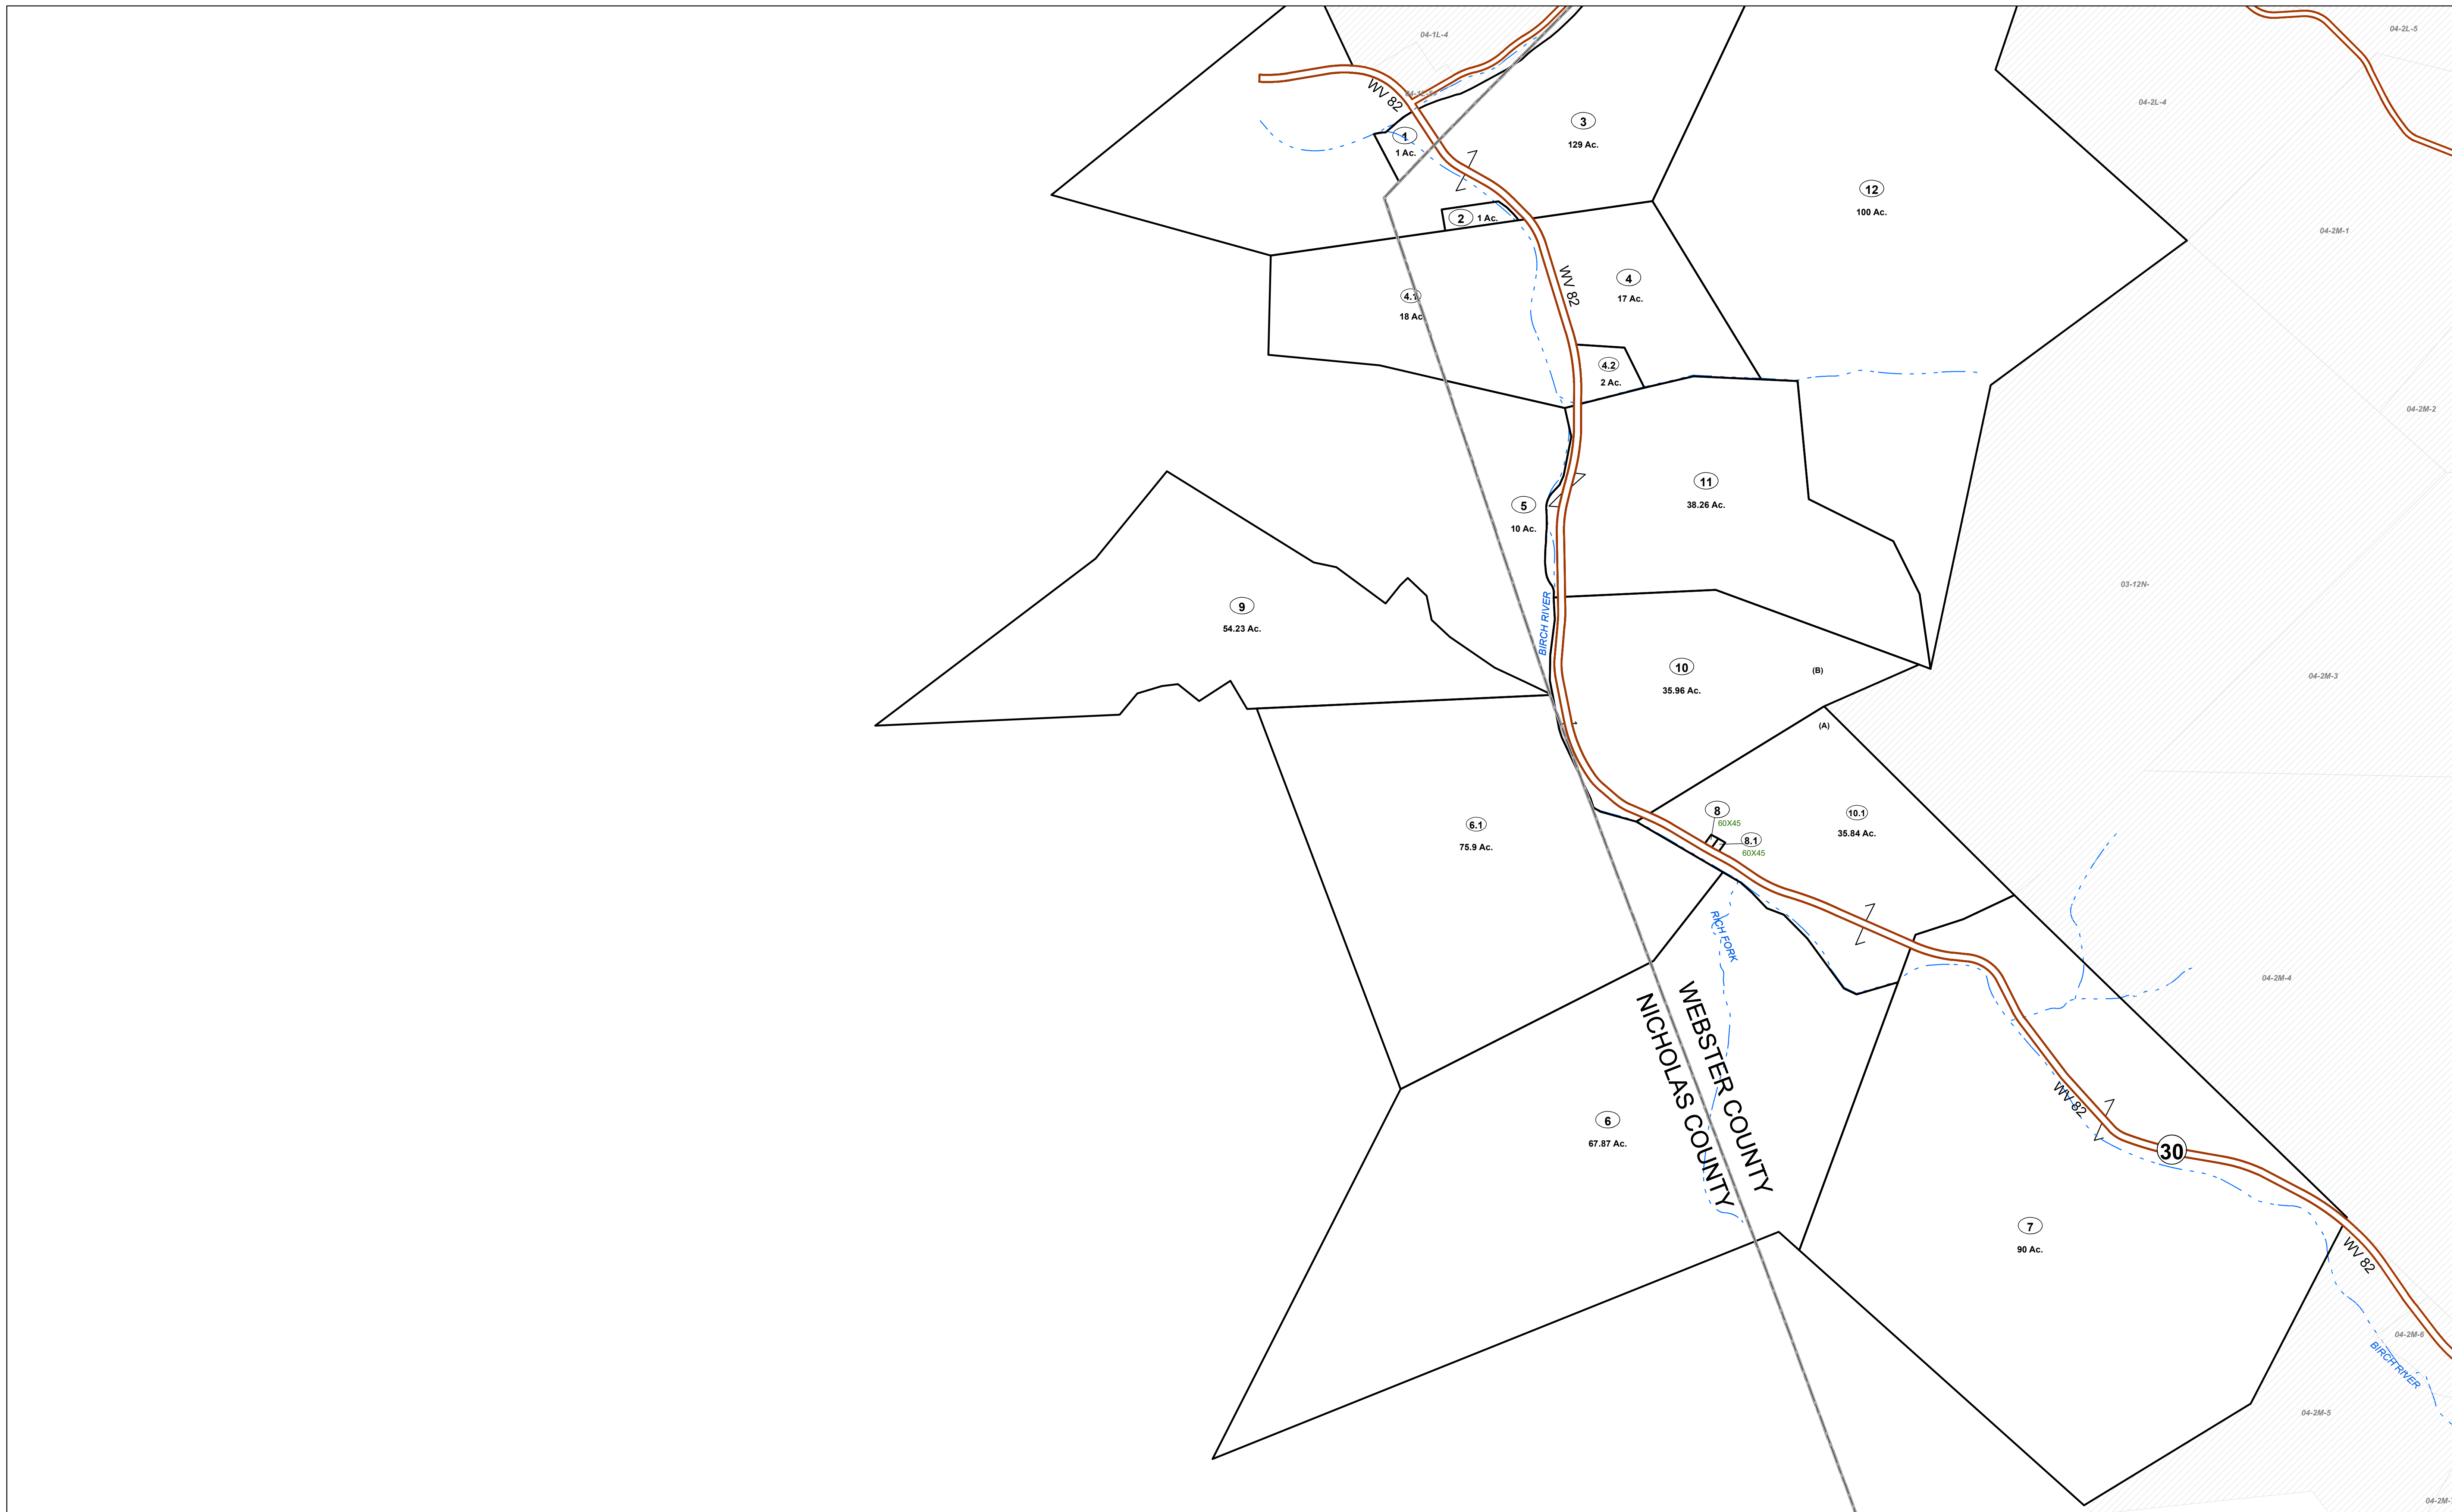 04-1L-4
04-2L-5
WV 82
04-2L-4
1
1 Ac.
3
129 Ac.
12
100 Ac.
2
1 Ac.
04-2M-1
WV 82
4
17 Ac.
4.1
18 Ac
4.2
2 Ac.
04-2M-2
11
38.26 Ac.
5
10 Ac.
03-12N-
9
54.23 Ac.
BIRCH RIVER
10
35.96 Ac.
(B)
(A)
04-2M-3
8
60X45
8.1
60X45
10.1
35.84 Ac.
6.1
75.9 Ac.
RICH FORK
04-2M-4
WEBSTER COUNTY
NICHOLAS COUNTY
6
67.87 Ac.
WV 82
30
7
90 Ac.
WV 82
04-2M-6
BIRCH RIVER
04-2M-5